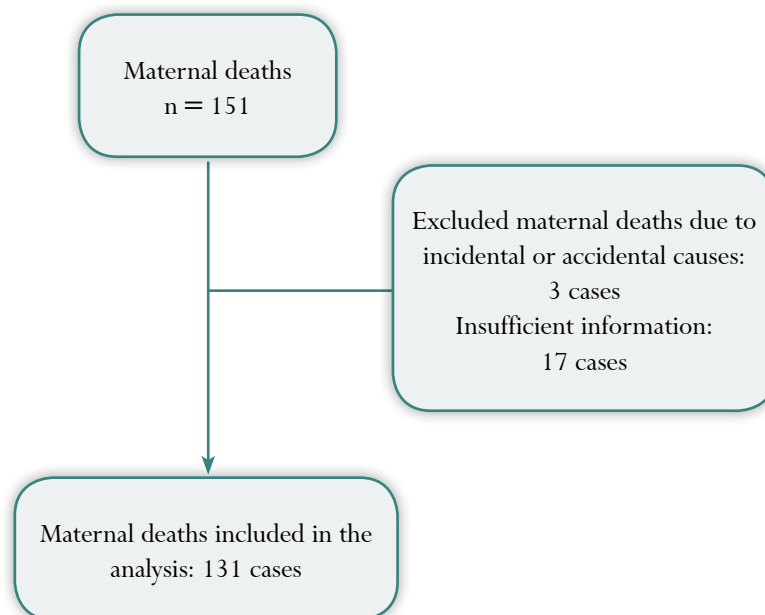 Maternal deaths
n = 151
Excluded maternal deaths due to
incidental or accidental causes:
3 cases
Insufficient information:
17 cases
Maternal deaths included in the
analysis: 131 cases